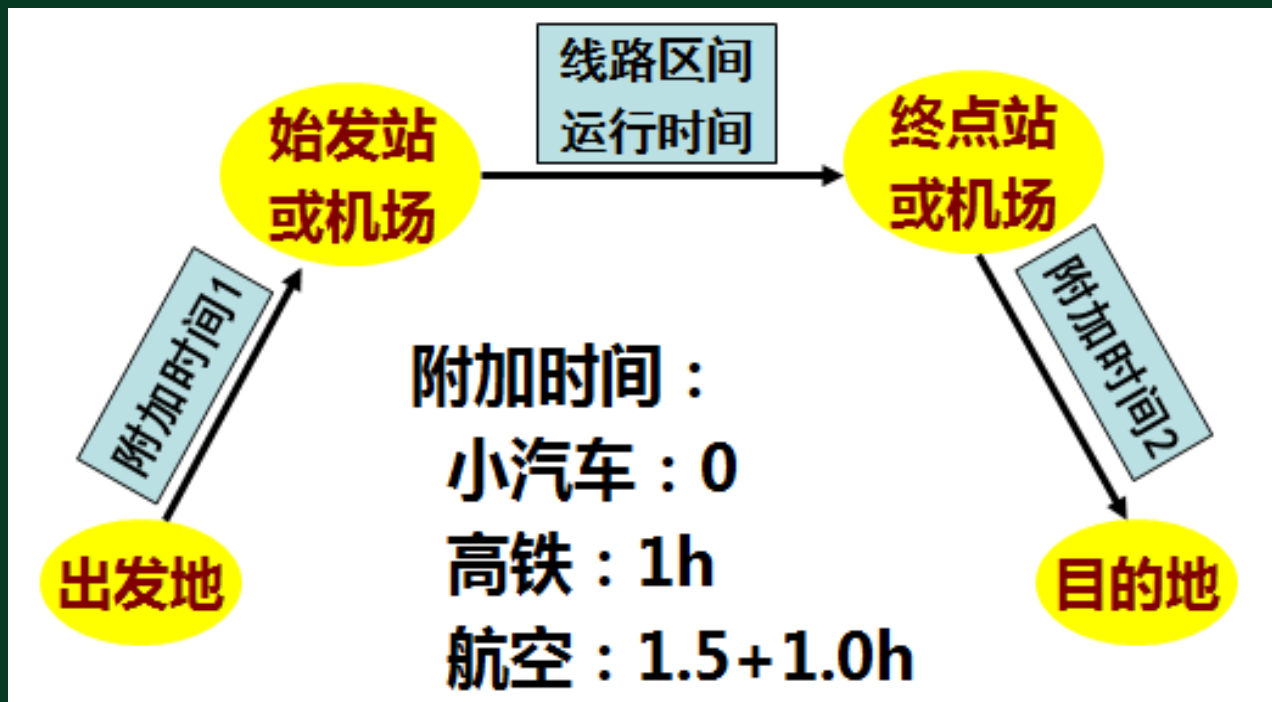 线路区间
运行时间
始发站
或机场
终点站
或机场
附加时间1
附加时间2
附加时间：
小汽车：0
高铁：1h
航空：1.5+1.0h
出发地
目的地